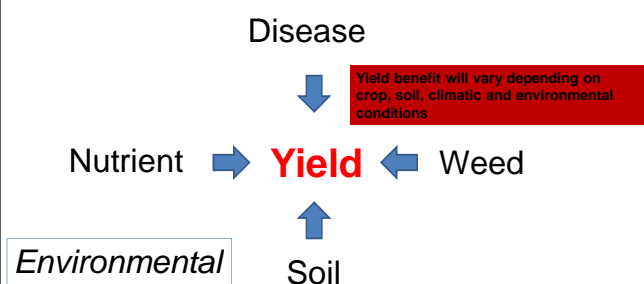 Disease
Yield benefit will vary depending on
crop, soil, climatic and environmental
conditions
Nutrient Yield Weed
Environmental
Soil